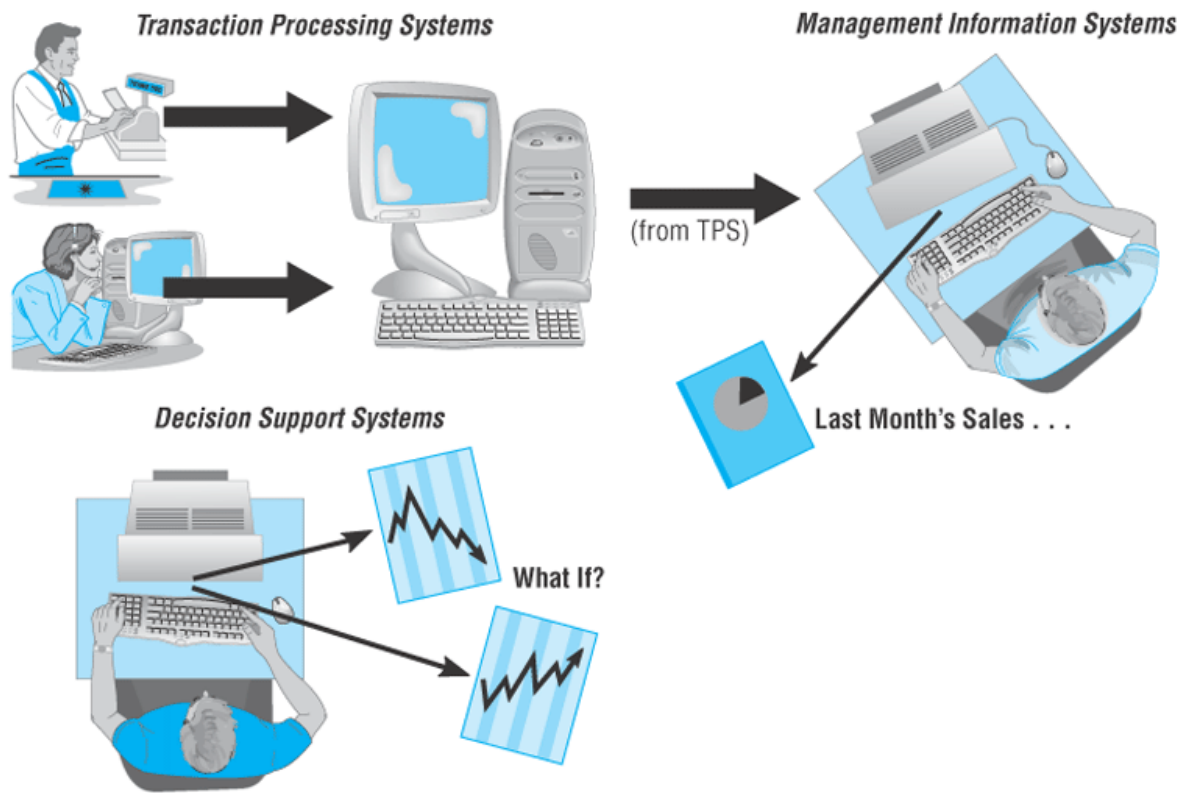 Transaction Processing Systems
Management Information Systems
(from TPS)
Last Month's Sales . . .
Decision Support Systems
What If?